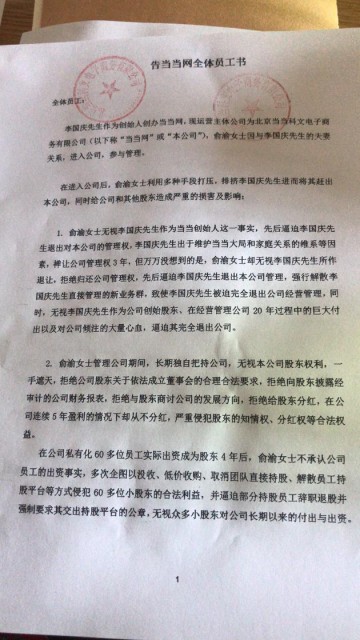 告当当网全体员工书
全体员工：
李国庆先生作为创始人创办当当网，现运营主体公司为北京当当科文电子商
务有限公司（以下称“当当网”或“本公司”），俞渝女士因与李国庆先生的夫妻
关系，进入公司，参与管理。
在进入公司后，俞渝女士利用多种手段打压，排挤李国庆先生进而将其赶出
本公司，同时给公司和其他股东造成严重的损害及影响：
1. 俞渝女士无视李国庆先生作为当当创始人这一事实，先后逼迫李国庆先
生退出对本公司的管理权，李国庆先生出于维护当当大局和家庭关系的维系等因
素，禅让公司管理权 3 年，但万万没想到的是，俞渝女士却无视李国庆先生所作
退让，拒绝归还公司管理权，先后逼迫李国庆先生退出本公司管理，强行解散李
国庆先生直接管理的新业务群，致使李国庆先生被迫完全退出公司经营管理，同
时，无视李国庆先生作为公司创始股东、在经营管理公司 20 年过程中的巨大付
出以及对公司倾注的大量心血，逼迫其完全退出公司。
2. 俞渝女士管理公司期间，长期独自把持公司，无视本公司股东权利，一
手遮天，拒绝公司股东关于依法成立董事会的合理合法要求，拒绝向股东披露经
审计的公司财务报表，拒绝与股东商讨公司的发展方向，拒绝给股东分红，在公
司连续 5 年盈利的情况下却从不分红，严重侵犯股东的知情权、分红权等合法权
益。
在公司私有化 60 多位员工实际出资成为股东 4 年后，俞渝女士不承认公司
员工的出资事实，多次企图以没收、低价收购、取消团队直接持股、解散员工持
股平台等方式侵犯 60 多位小股东的合法利益，并逼迫部分持股员工辞职退股并
强制要求其交出持股平台的公章，无视众多小股东对公司长期以来的付出与出资。
1